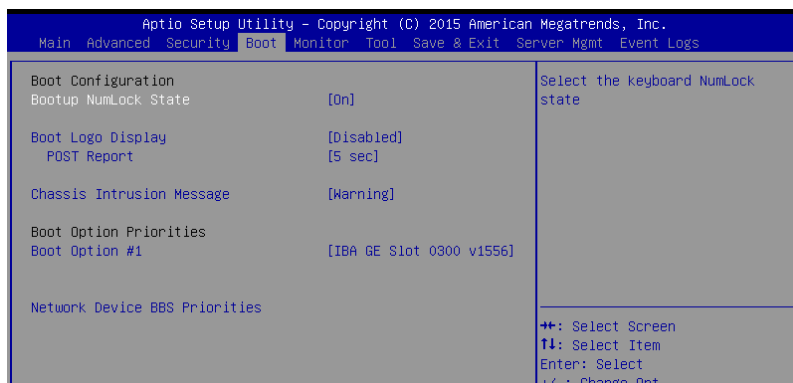 Aptio Setup Utility – Copyright (C) 2015 American Megatrends, Inc.
Main Advanced Security Boot Monitor Tool Save & Exit Server Mgmt Event Logs
Boot Configuration
Bootup NumLock State [On]
Boot Logo Display [Disabled]
POST Report [5 sec]
Chassis Intrusion Message [Warning]
Boot Option Priorities
Boot Option #1 [IBA GE Slot 0300 v1556]
Network Device BBS Priorities
Select the keyboard NumLock
state
→←: Select Screen
↑↓: Select Item
Enter: Select
+/-: Change Opt.